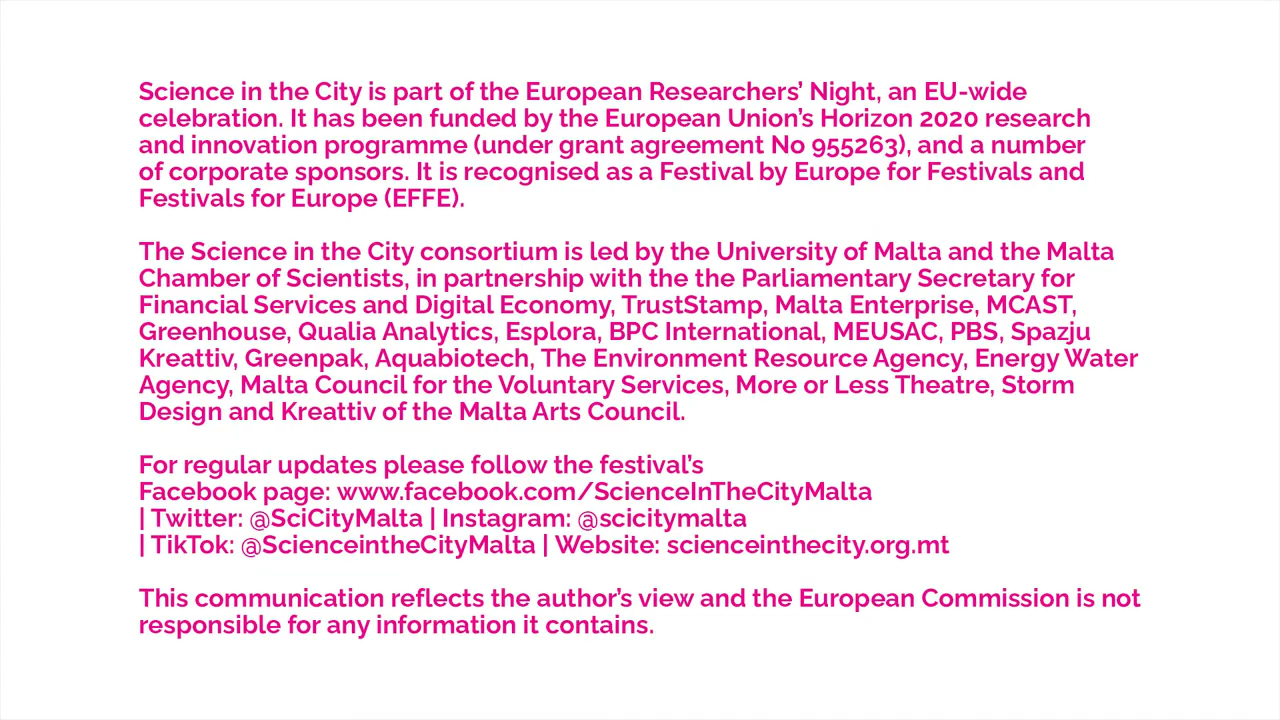 Science in the City is part of the European Researchers’ Night, an EU-wide
celebration. It has been funded by the European Union’s Horizon 2020 research
and innovation programme (under grant agreement No 955263), and a number
of corporate sponsors. It is recognised as a Festival by Europe for Festivals and
Festivals for Europe (EFFE).
The Science in the City consortium is led by the University of Malta and the Malta
Chamber of Scientists, in partnership with the the Parliamentary Secretary for
Financial Services and Digital Economy, TrustStamp, Malta Enterprise, MCAST,
Greenhouse, Qualia Analytics, Esplora, BPC International, MEUSAC, PBS, Spazju
Kreattiv, Greenpak, Aquabiotech, The Environment Resource Agency, Energy Water
Agency, Malta Council for the Voluntary Services, More or Less Theatre, Storm
Design and Kreattiv of the Malta Arts Council.
For regular updates please follow the festival’s
Facebook page: www.facebook.com/ScienceInTheCityMalta
| Twitter: @SciCityMalta | Instagram: @scicitymalta
| TikTok: @ScienceintheCityMalta | Website: scienceinthecity.org.mt
This communication reflects the author’s view and the European Commission is not
responsible for any information it contains.